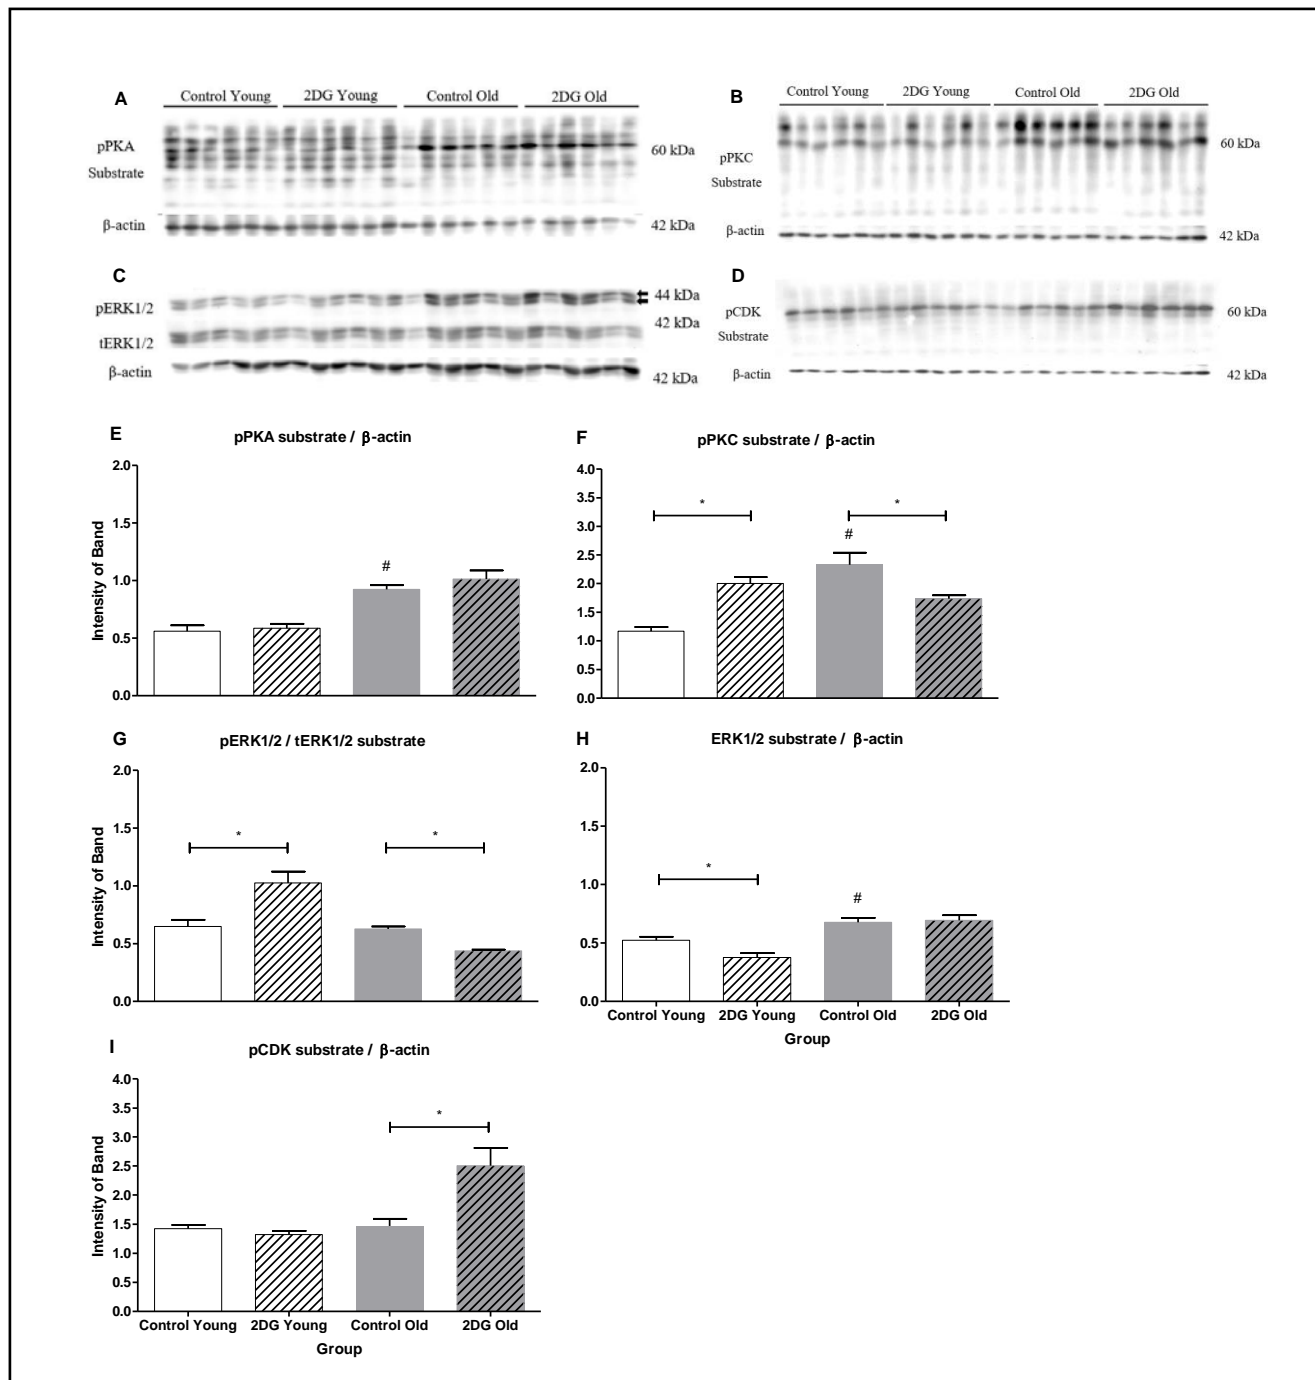 A
Control Young 2DG Young Control Old 2DG Old
pPKA
Substrate
60 kDa
β-actin
42 kDa
B
Control Young 2DG Young Control Old 2DG Old
pPKC
Substrate
60 kDa
β-actin
42 kDa
C
pERK1/2
44 kDa
42 kDa
tERK1/2
β-actin
42 kDa
D
pCDK
Substrate
60 kDa
β-actin
42 kDa
E
pPKA substrate / β-actin
Intensity of Band
2.0
1.5
1.0
0.5
0.0
#
F
pPKC substrate / β-actin
4.0
3.5
3.0
2.5
2.0
1.5
1.0
0.5
0.0
*
*
#
G
pERK1/2 / tERK1/2 substrate
Intensity of Band
2.0
1.5
1.0
0.5
0.0
*
*
H
ERK1/2 substrate / β-actin
2.0
1.5
1.0
0.5
0.0
*
#
Control Young 2DG Young Control Old 2DG Old
Group
I
pCDK substrate / β-actin
Intensity of Band
4.0
3.5
3.0
2.5
2.0
1.5
1.0
0.5
0.0
*
Control Young 2DG Young Control Old 2DG Old
Group